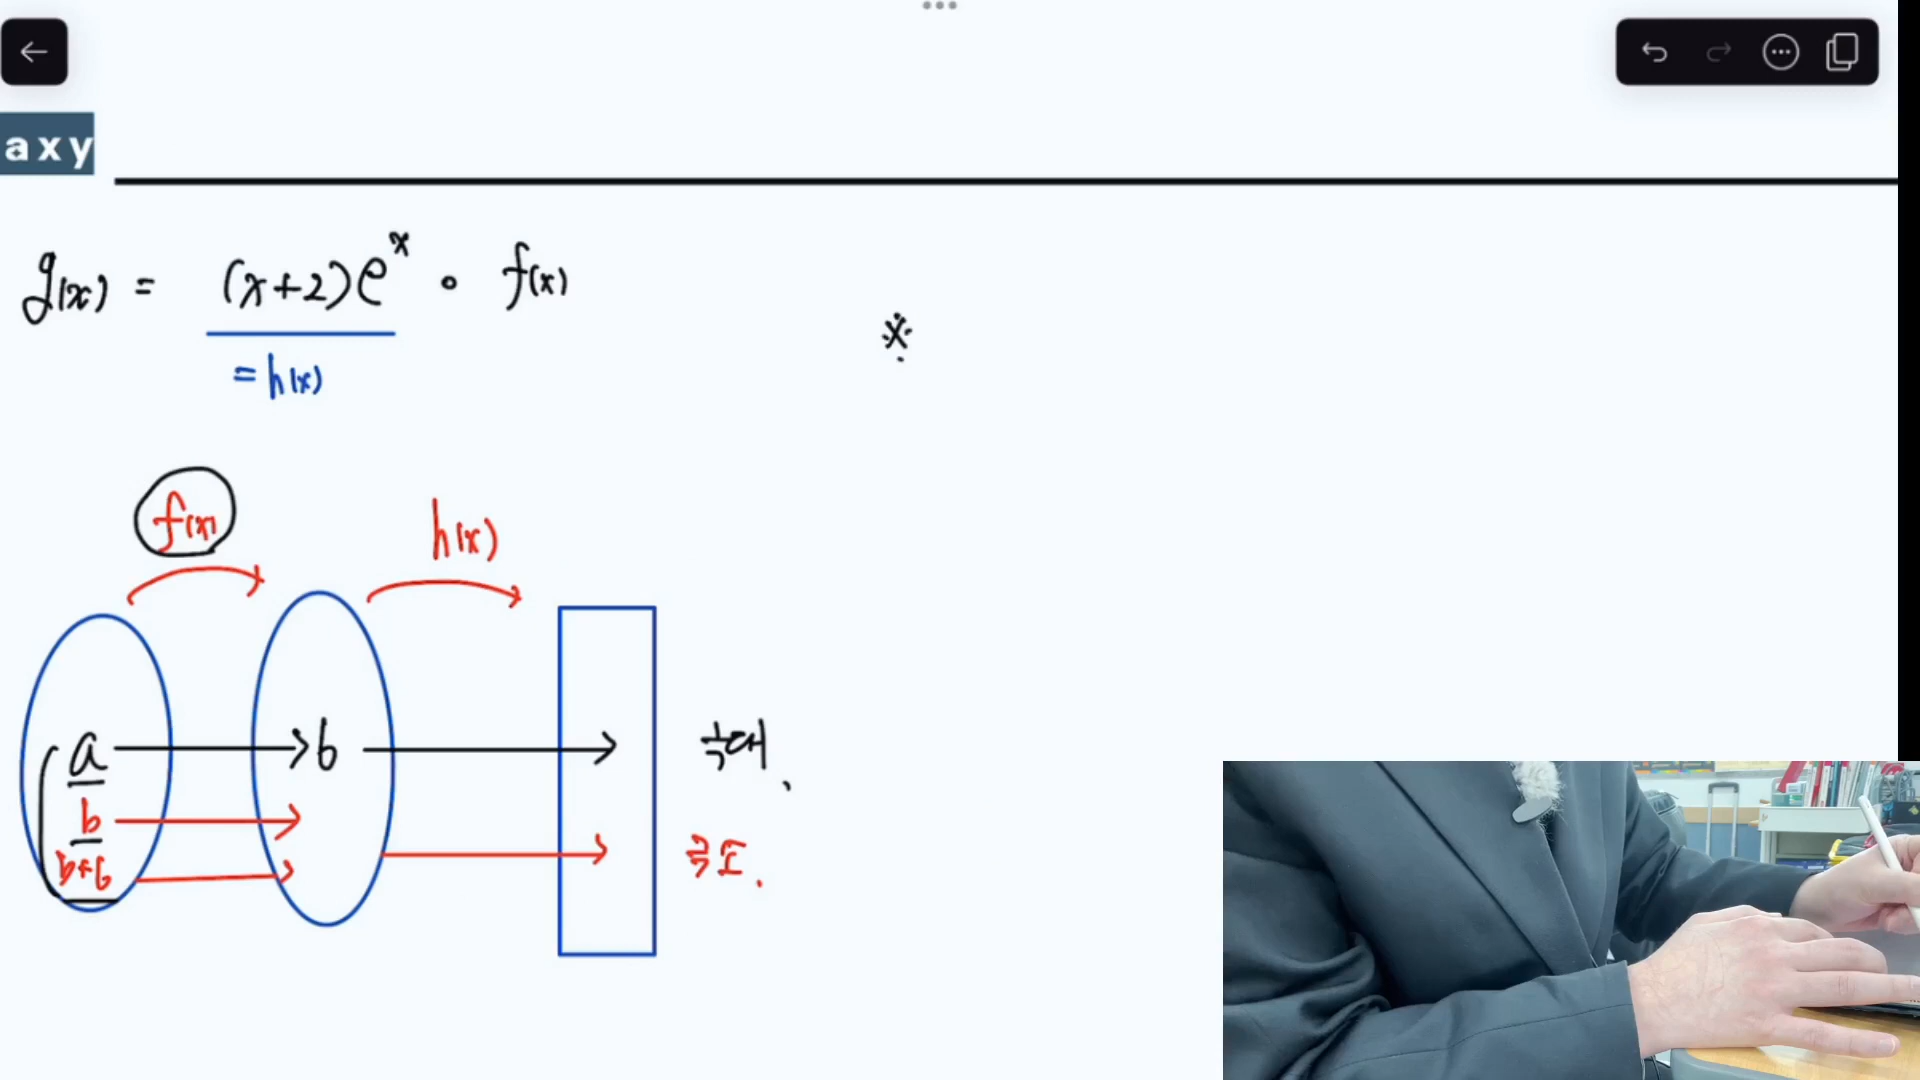 axy
g(x) = (x+2)e^x ∘ f(x)
※
= h(x)
f(x)
h(x)
a
b
극대.
b
극소.
b+6